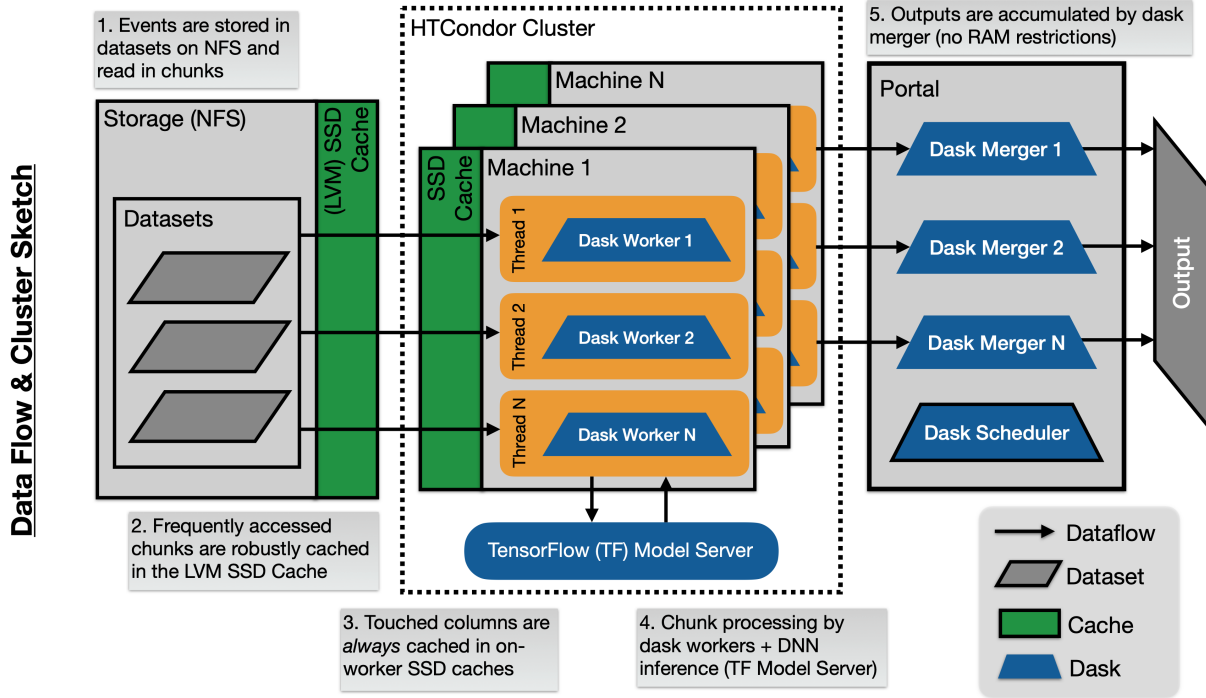 Data Flow & Cluster Sketch
1. Events are stored in
datasets on NFS and
read in chunks
Storage (NFS)
(LVM) SSD
Cache
Datasets
2. Frequently accessed
chunks are robustly cached
in the LVM SSD Cache
HTCondor Cluster
Machine N
Machine 2
Machine 1
SSD
Cache
Thread 1
Dask Worker 1
Thread 2
Dask Worker 2
Thread N
Dask Worker N
TensorFlow (TF) Model Server
3. Touched columns are
always cached in on-
worker SSD caches
4. Chunk processing by
dask workers + DNN
inference (TF Model Server)
5. Outputs are accumulated by dask
merger (no RAM restrictions)
Portal
Dask Merger 1
Dask Merger 2
Dask Merger N
Dask Scheduler
Output
Dataflow
Dataset
Cache
Dask